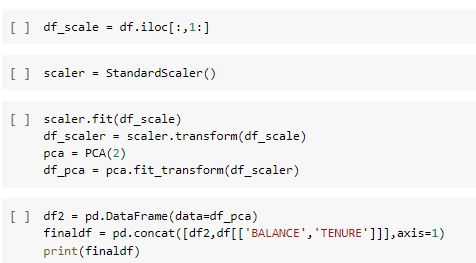 [ ] df_scale = df.iloc[:,1:]
[ ] scaler = StandardScaler()
[ ] scaler.fit(df_scale)
df_scaler = scaler.transform(df_scale)
pca = PCA(2)
df_pca = pca.fit_transform(df_scaler)
[ ] df2 = pd.DataFrame(data=df_pca)
finaldf = pd.concat([df2,df[['BALANCE','TENURE']]],axis=1)
print(finaldf)